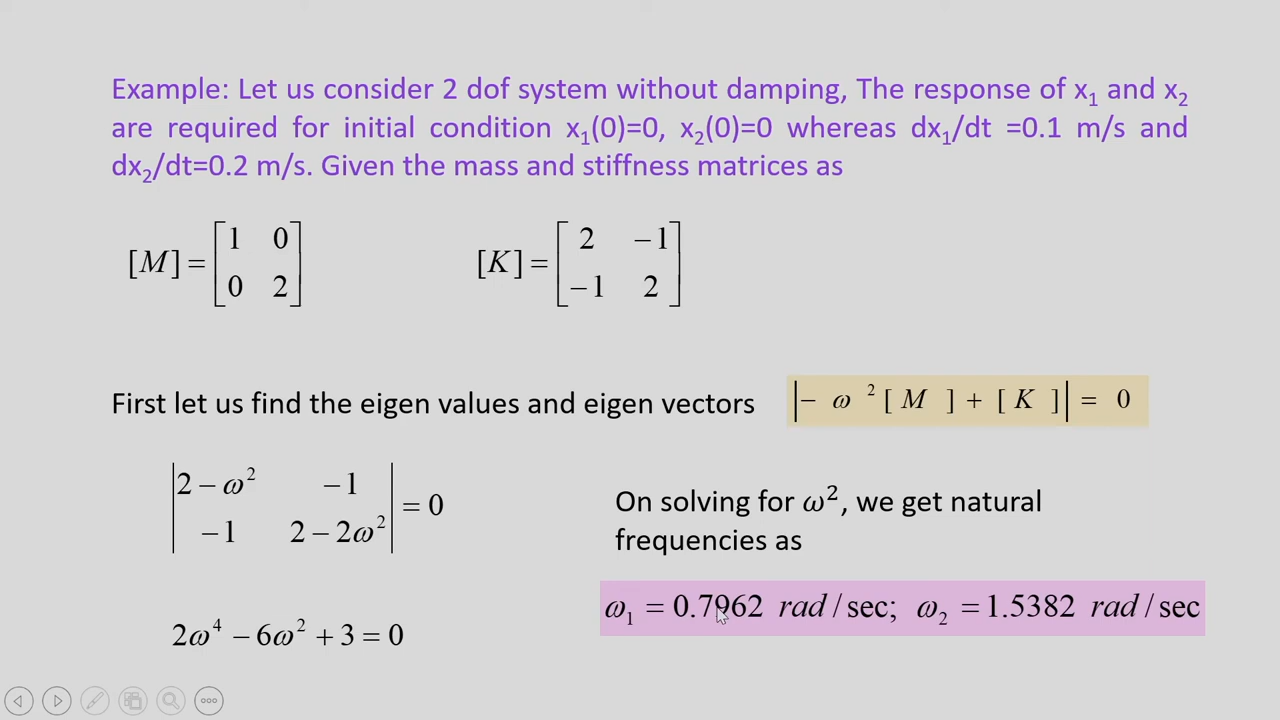 Example: Let us consider 2 dof system without damping, The response of x₁ and x₂
are required for initial condition x₁(0)=0, x₂(0)=0 whereas dx₁/dt =0.1 m/s and
dx₂/dt=0.2 m/s. Given the mass and stiffness matrices as
[M] = [1 0
0 2]
[K] = [2 −1
−1 2]
First let us find the eigen values and eigen vectors
|− ω ² [ M ] + [ K ]| = 0
|2 − ω² −1
−1 2 − 2ω²| = 0
On solving for ω², we get natural
frequencies as
2ω⁴ − 6ω² + 3 = 0
ω₁ = 0.7962 rad / sec; ω₂ = 1.5382 rad / sec